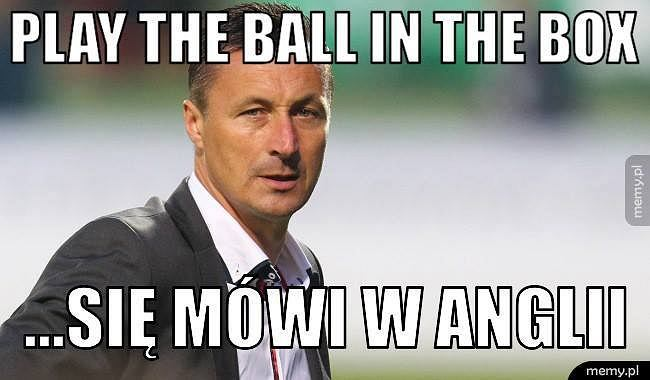 PLAY THE BALL IN THE BOX
memy.pl
...SIĘ MÓWI W ANGLII
memy.pl